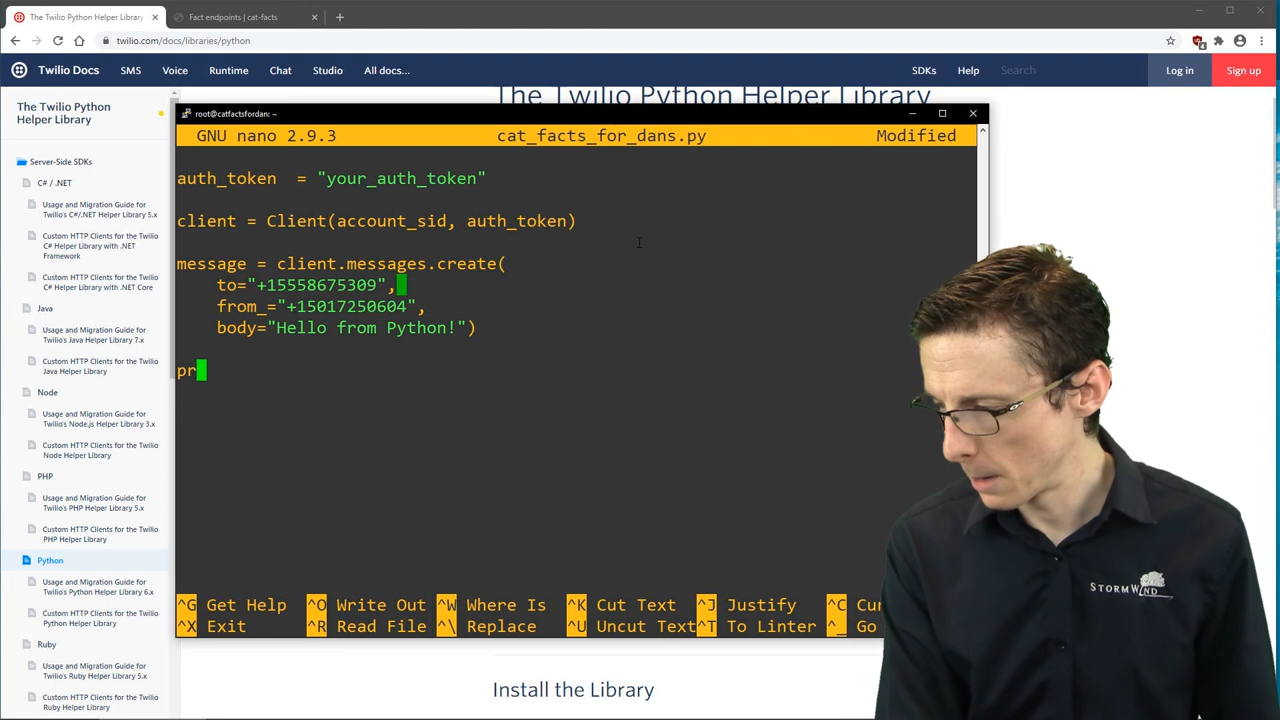 The Twilio Python Helper Library
Fact endpoints | cat-facts
twilio.com/docs/libraries/python
Twilio Docs
SMS
Voice
Runtime
Chat
Studio
All docs...
SDKs
Help
Search
Log in
Sign up
The Twilio Python
Helper Library
Server-Side SDKs
C# / .NET
Usage and Migration Guide for
Twilio's C#/.NET Helper Library 5.x
Custom HTTP Clients for the Twilio
C# Helper Library with .NET
Framework
Custom HTTP Clients for the Twilio
C# Helper Library with .NET Core
Java
Usage and Migration Guide for
Twilio's Java Helper Library 7.x
Custom HTTP Clients for the Twilio
Java Helper Library
Node
Usage and Migration Guide for
Twilio's Node.js Helper Library 3.x
Custom HTTP Clients for the Twilio
Node Helper Library
PHP
Usage and Migration Guide for
Twilio's PHP Helper Library 5.x
Custom HTTP Clients for the Twilio
PHP Helper Library
Python
Usage and Migration Guide for
Twilio's Python Helper Library 6.x
Custom HTTP Clients for the Twilio
Python Helper Library
Ruby
Usage and Migration Guide for
Twilio's Ruby Helper Library 5.x
Custom HTTP Clients for the Twilio
Ruby Helper Library
The Twilio Python Helper Library
root@catfactsfordan: ~
GNU nano 2.9.3 cat_facts_for_dans.py Modified
auth_token  = "your_auth_token"
client = Client(account_sid, auth_token)
message = client.messages.create(
    to="+15558675309",
    from_="+15017250604",
    body="Hello from Python!")
pr
^G Get Help ^O Write Out ^W Where Is ^K Cut Text ^J Justify ^C Cur
^X Exit ^R Read File ^\ Replace ^U Uncut Text ^T To Linter ^_ Go
Install the Library
STORMWIND